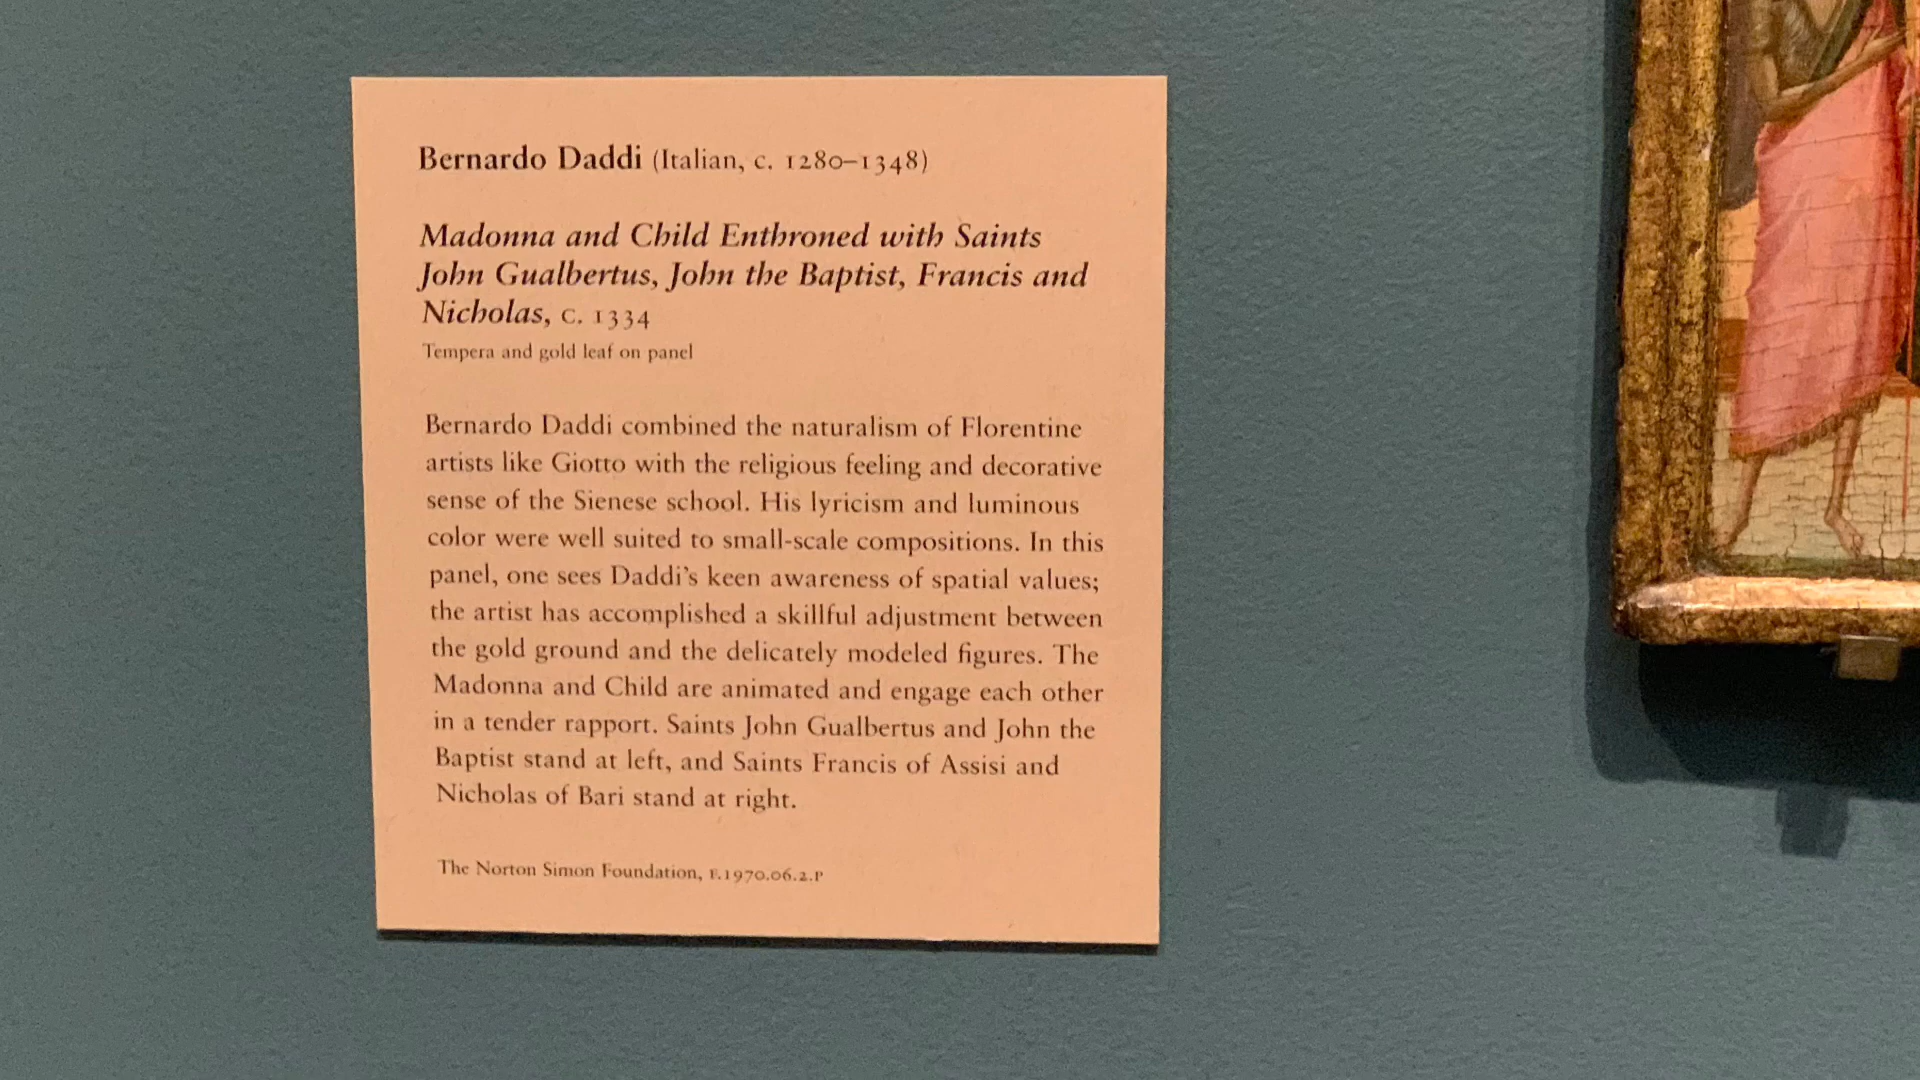 Bernardo Daddi (Italian, c. 1280–1348)
Madonna and Child Enthroned with Saints
John Gualbertus, John the Baptist, Francis and
Nicholas, c. 1334
Tempera and gold leaf on panel
Bernardo Daddi combined the naturalism of Florentine
artists like Giotto with the religious feeling and decorative
sense of the Sienese school. His lyricism and luminous
color were well suited to small-scale compositions. In this
panel, one sees Daddi's keen awareness of spatial values;
the artist has accomplished a skillful adjustment between
the gold ground and the delicately modeled figures. The
Madonna and Child are animated and engage each other
in a tender rapport. Saints John Gualbertus and John the
Baptist stand at left, and Saints Francis of Assisi and
Nicholas of Bari stand at right.
The Norton Simon Foundation, F.1970.06.2.P